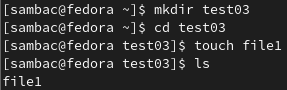 [sambac@fedora ~]$ mkdir test03
[sambac@fedora ~]$ cd test03
[sambac@fedora test03]$ touch file1
[sambac@fedora test03]$ ls
file1